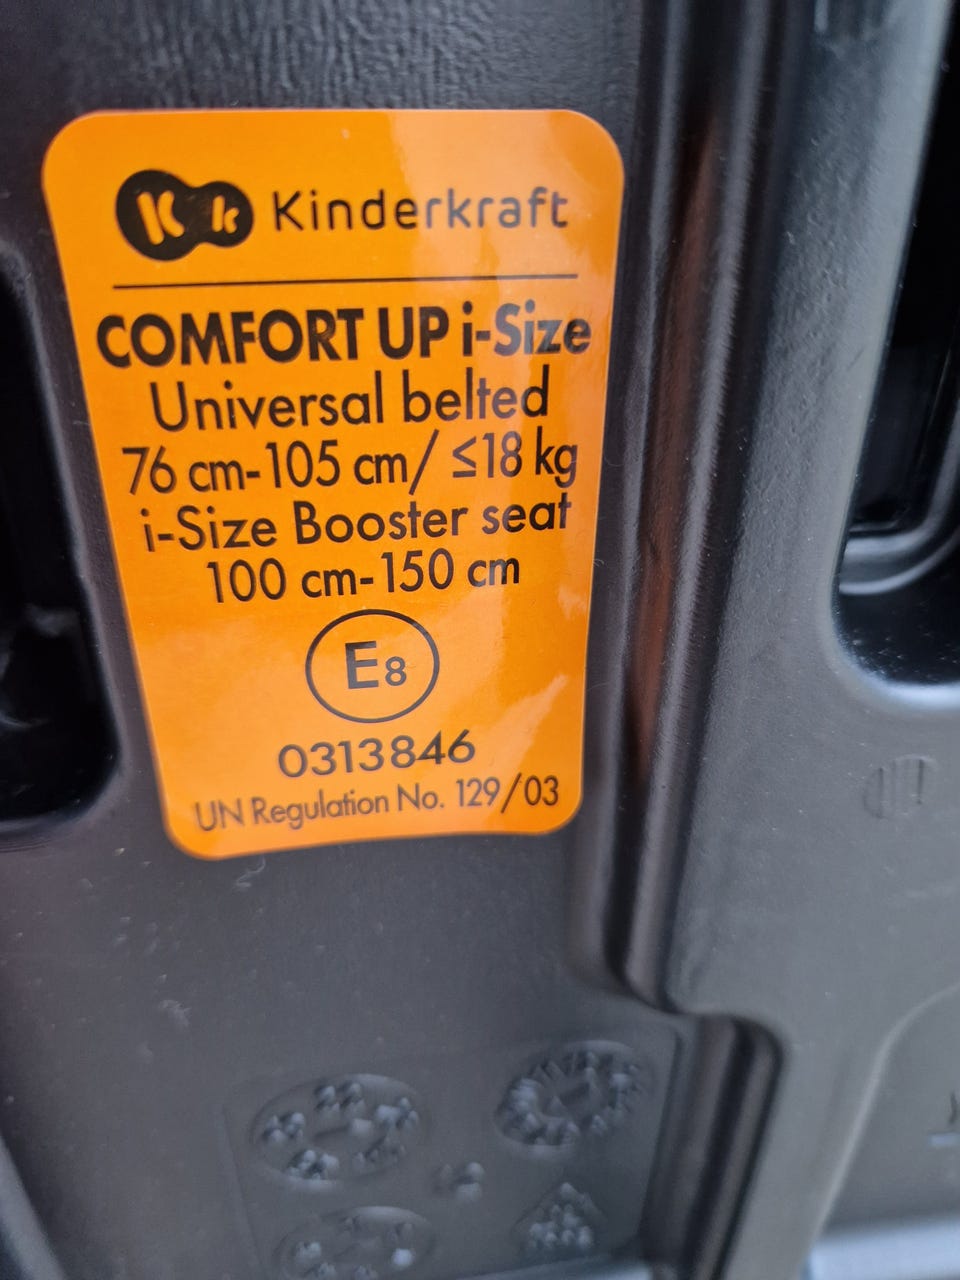 K k Kinderkraft
COMFORT UP i-Size
Universal belted
76 cm-105 cm/ ≤18 kg
i-Size Booster seat
100 cm-150 cm
E8
0313846
UN Regulation No. 129/03